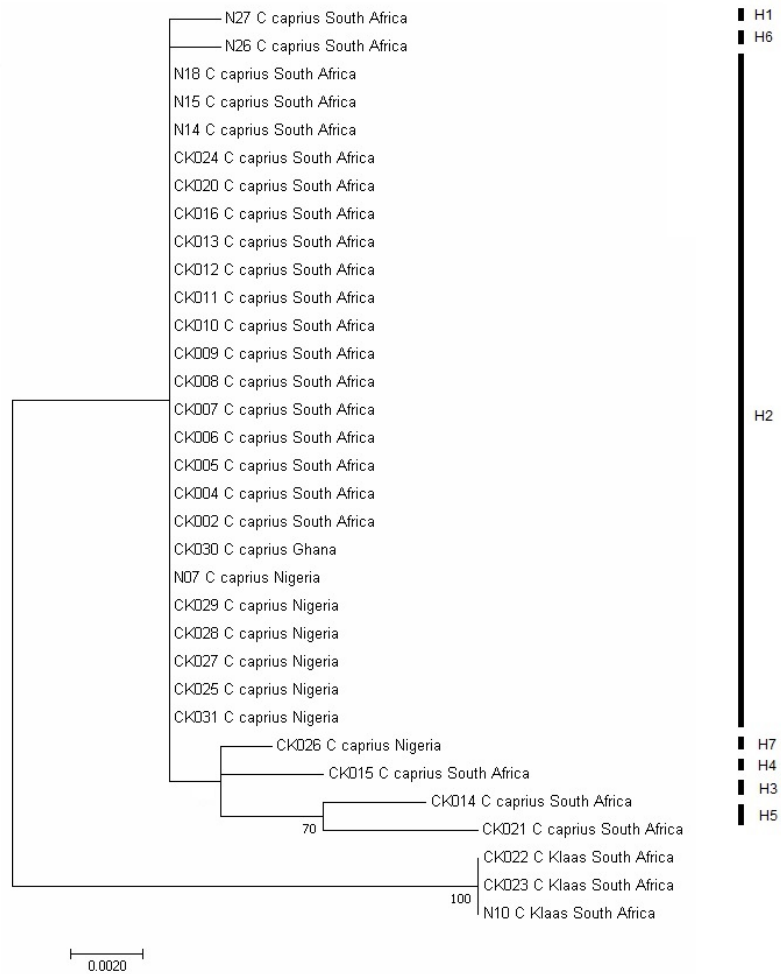 N27 C caprius South Africa H1
N26 C caprius South Africa H6
N18 C caprius South Africa
N15 C caprius South Africa
N14 C caprius South Africa
CK024 C caprius South Africa
CK020 C caprius South Africa
CK016 C caprius South Africa
CK013 C caprius South Africa
CK012 C caprius South Africa
CK011 C caprius South Africa
CK010 C caprius South Africa
CK009 C caprius South Africa
CK008 C caprius South Africa
CK007 C caprius South Africa H2
CK006 C caprius South Africa
CK005 C caprius South Africa
CK004 C caprius South Africa
CK002 C caprius South Africa
CK030 C caprius Ghana
N07 C caprius Nigeria
CK029 C caprius Nigeria
CK028 C caprius Nigeria
CK027 C caprius Nigeria
CK025 C caprius Nigeria
CK031 C caprius Nigeria
CK026 C caprius Nigeria H7
CK015 C caprius South Africa H4
CK014 C caprius South Africa H3
70 CK021 C caprius South Africa H5
CK022 C Klaas South Africa
CK023 C Klaas South Africa
100 N10 C Klaas South Africa
0.0020